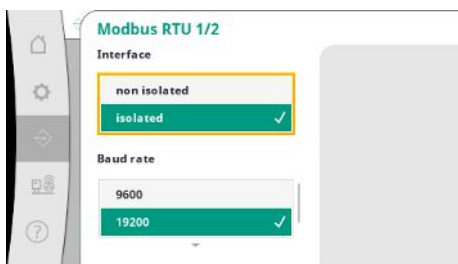 Modbus RTU 1/2
Interface
non isolated
isolated
Baud rate
9600
19200